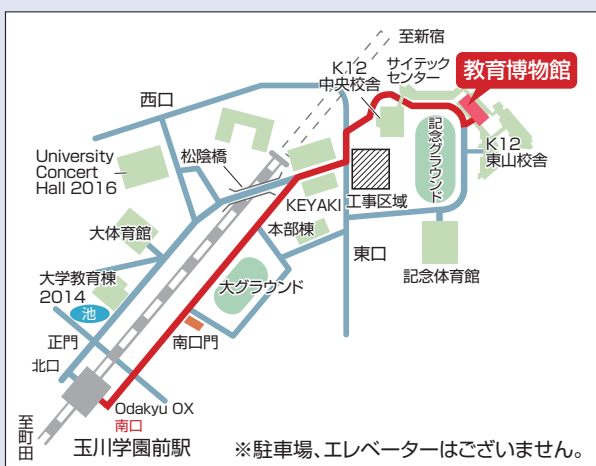 至新宿
K.12
中央校舎
サイテック
センター
教育博物館
西口
記念グラウンド
K.12
東山校舎
松陰橋
University
Concert
Hall 2016
KEYAKI
工事区域
本部棟
大体育館
東口
記念体育館
大学教育棟
2014
大グラウンド
池
正門
南口門
北口
Odakyu OX
南口
至町田
玉川学園前駅
※駐車場、エレベーターはございません。